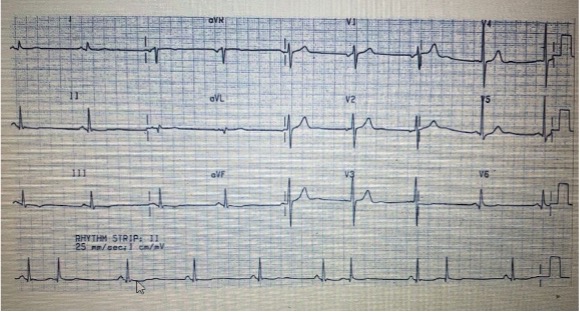 I aVR V1 V4
II aVL V2 V5
III aVF V3 V6
RHYTHM STRIP: II
25 mm/sec; 1 cm/mV